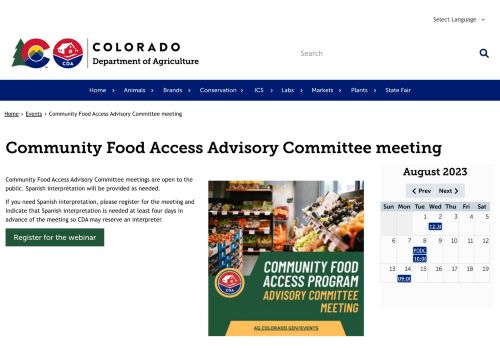 Select Language
COLORADO
Department of Agriculture
CDA
Search
Home Animals Brands Conservation ICS Labs Markets Plants State Fair
Home › Events › Community Food Access Advisory Committee meeting
Community Food Access Advisory Committee meeting
Community Food Access Advisory Committee meetings are open to the
public. Spanish interpretation will be provided as needed.
If you need Spanish interpretation, please register for the meeting and
indicate that Spanish interpretation is needed at least four days in
advance of the meeting so CDA may reserve an interpreter.
Register for the webinar
CDA
COMMUNITY FOOD
ACCESS PROGRAM
ADVISORY COMMITTEE
MEETING
AG.COLORADO.GOV/EVENTS
August 2023
Prev Next
Sun Mon Tue Wed Thu Fri Sat
1 2 3 4 5
6 7 8 9 10 11 12
10:00
13 14 15 16 17 18 19